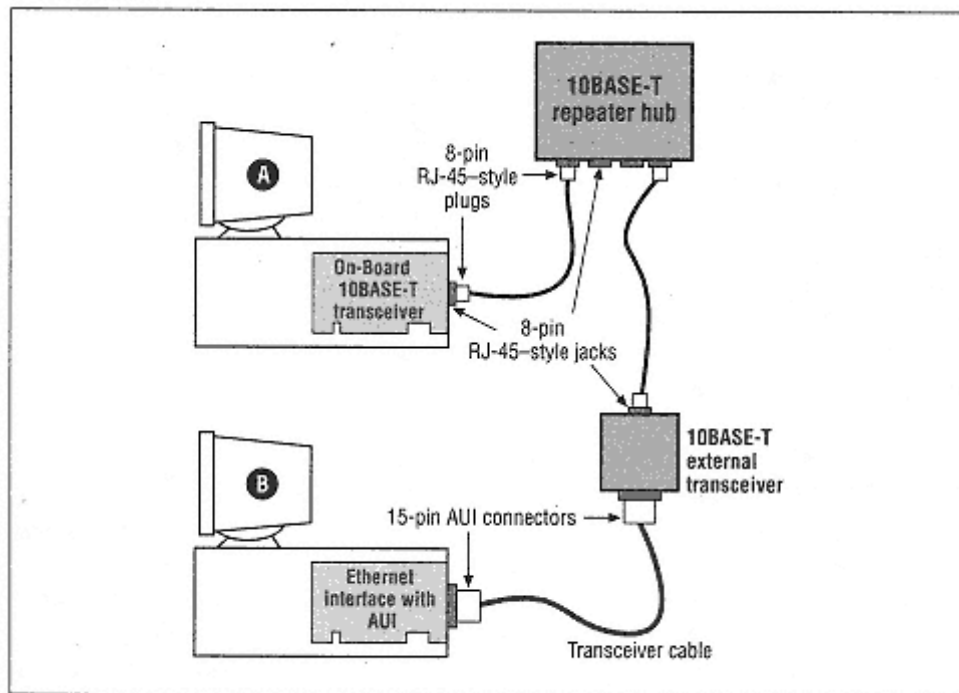 10BASE-T
repeater hub
8-pin
RJ-45–style
plugs
A
On-Board
10BASE-T
transceiver
8-pin
RJ-45–style jacks
10BASE-T
external
transceiver
B
15-pin AUI connectors
Ethernet
interface with
AUI
Transceiver cable